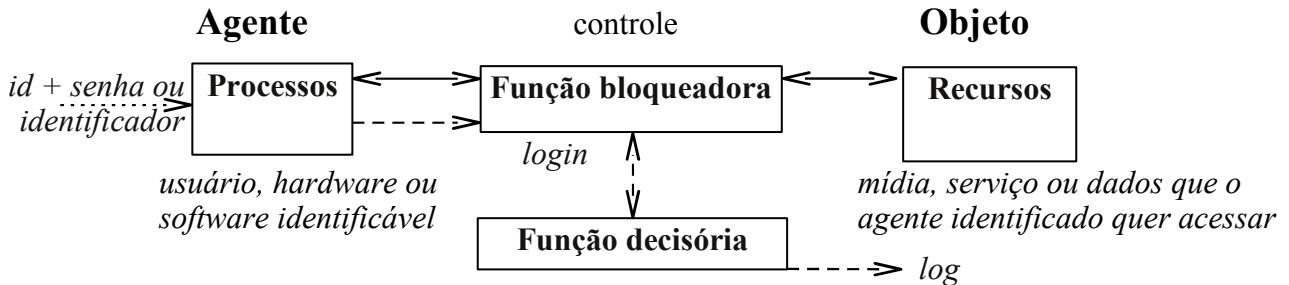 Agente
controle
Objeto
id + senha ou
identificador
Processos
Função bloqueadora
Recursos
login
usuário, hardware ou
software identificável
mídia, serviço ou dados que o
agente identificado quer acessar
Função decisória
log